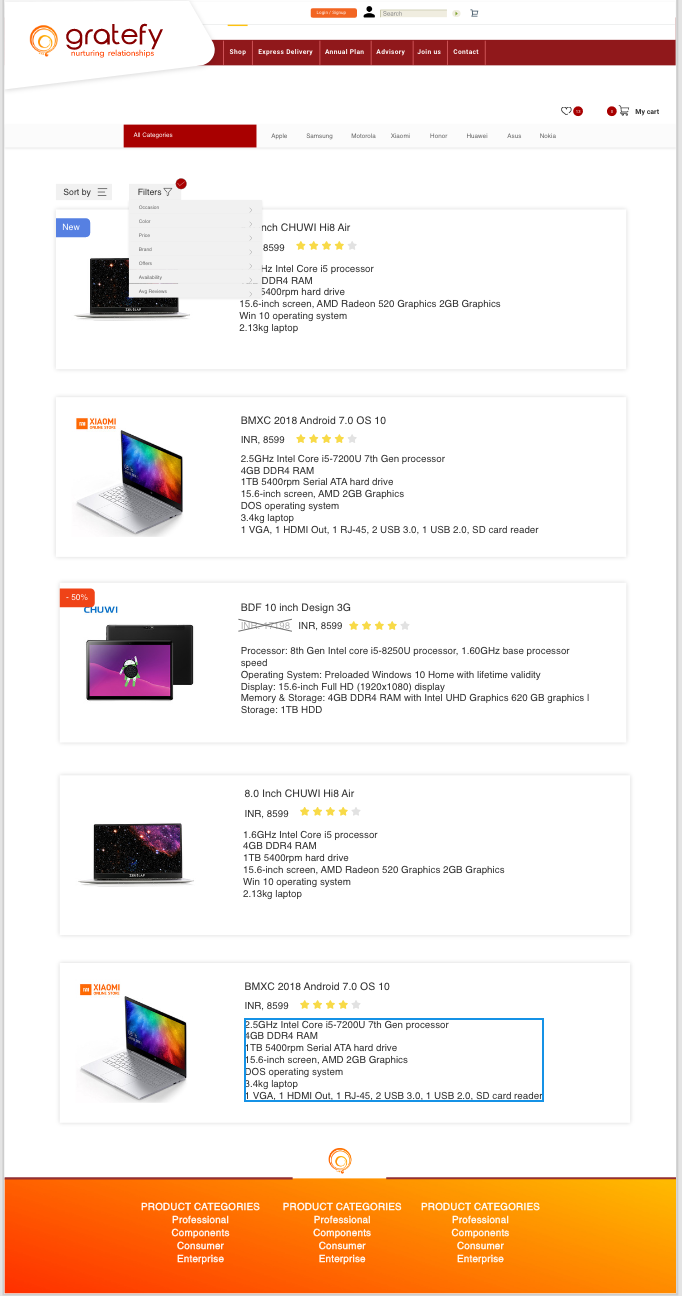 Login / Signup
Search
gratefy
nurturing relationships
Shop
Express Delivery
Annual Plan
Advisory
Join us
Contact
13
0
My cart
All Categories
Apple
Samsung
Motorola
Xiaomi
Honor
Huawei
Asus
Nokia
Sort by
Filters
Occasion
Color
Price
Brand
Offers
Availability
Avg Reviews
New
nch CHUWI Hi8 Air
8599
Hz Intel Core i5 processor
DDR4 RAM
5400rpm hard drive
15.6-inch screen, AMD Radeon 520 Graphics 2GB Graphics
Win 10 operating system
2.13kg laptop
XIAOMI
ONLINE STORE
BMXC 2018 Android 7.0 OS 10
INR, 8599
2.5GHz Intel Core i5-7200U 7th Gen processor
4GB DDR4 RAM
1TB 5400rpm Serial ATA hard drive
15.6-inch screen, AMD 2GB Graphics
DOS operating system
3.4kg laptop
1 VGA, 1 HDMI Out, 1 RJ-45, 2 USB 3.0, 1 USB 2.0, SD card reader
- 50%
CHUWI
BDF 10 inch Design 3G
INR, 8599
Processor: 8th Gen Intel core i5-8250U processor, 1.60GHz base processor
speed
Operating System: Preloaded Windows 10 Home with lifetime validity
Display: 15.6-inch Full HD (1920x1080) display
Memory & Storage: 4GB DDR4 RAM with Intel UHD Graphics 620 GB graphics |
Storage: 1TB HDD
8.0 Inch CHUWI Hi8 Air
INR, 8599
1.6GHz Intel Core i5 processor
4GB DDR4 RAM
1TB 5400rpm hard drive
15.6-inch screen, AMD Radeon 520 Graphics 2GB Graphics
Win 10 operating system
2.13kg laptop
XIAOMI
ONLINE STORE
BMXC 2018 Android 7.0 OS 10
INR, 8599
2.5GHz Intel Core i5-7200U 7th Gen processor
4GB DDR4 RAM
1TB 5400rpm Serial ATA hard drive
15.6-inch screen, AMD 2GB Graphics
DOS operating system
3.4kg laptop
1 VGA, 1 HDMI Out, 1 RJ-45, 2 USB 3.0, 1 USB 2.0, SD card reader
PRODUCT CATEGORIES
Professional
Components
Consumer
Enterprise
PRODUCT CATEGORIES
Professional
Components
Consumer
Enterprise
PRODUCT CATEGORIES
Professional
Components
Consumer
Enterprise